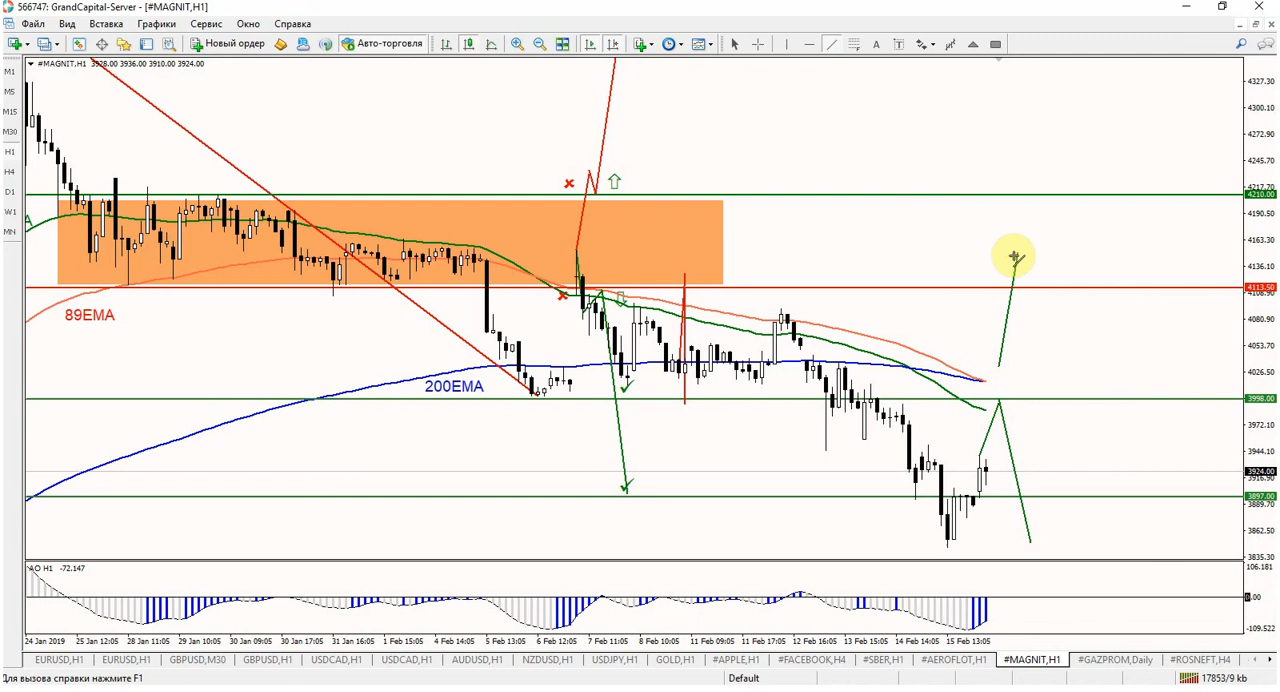 566747: GrandCapital-Server - [#MAGNIT,H1]
Файл Вид Вставка Графики Сервис Окно Справка
Новый ордер Авто-торговля
M1
M5
M15
M30
H1
H4
D1
W1
MN
#MAGNIT,H1 3928.00 3936.00 3910.00 3924.00
89EMA
200EMA
4327.30
4300.10
4272.90
4245.70
4217.70
4210.00
4190.50
4163.30
4136.10
4113.50
4080.90
4053.70
4026.50
3998.00
3972.10
3944.10
3924.00
3916.90
3897.00
3889.70
3862.50
3835.30
AO H1 -72.147
106.181
0.00
-109.522
24 Jan 2019 25 Jan 12:05 28 Jan 11:05 29 Jan 10:05 30 Jan 09:05 30 Jan 17:05 31 Jan 16:05 1 Feb 15:05 4 Feb 14:05 5 Feb 13:05 6 Feb 12:05 7 Feb 11:05 8 Feb 10:05 11 Feb 09:05 11 Feb 17:05 12 Feb 16:05 13 Feb 15:05 14 Feb 14:05 15 Feb 13:05
EURUSD,H1 EURUSD,H1 GBPUSD,M30 GBPUSD,H1 USDCAD,H1 USDCAD,H1 AUDUSD,H1 NZDUSD,H1 USDJPY,H1 GOLD,H1 #APPLE,H1 #FACEBOOK,H4 #SBER,H1 #AEROFLOT,H1 #MAGNIT,H1 #GAZPROM,Daily #ROSNEFT,H4
Для вызова справки нажмите F1 Default 17853/9 kb